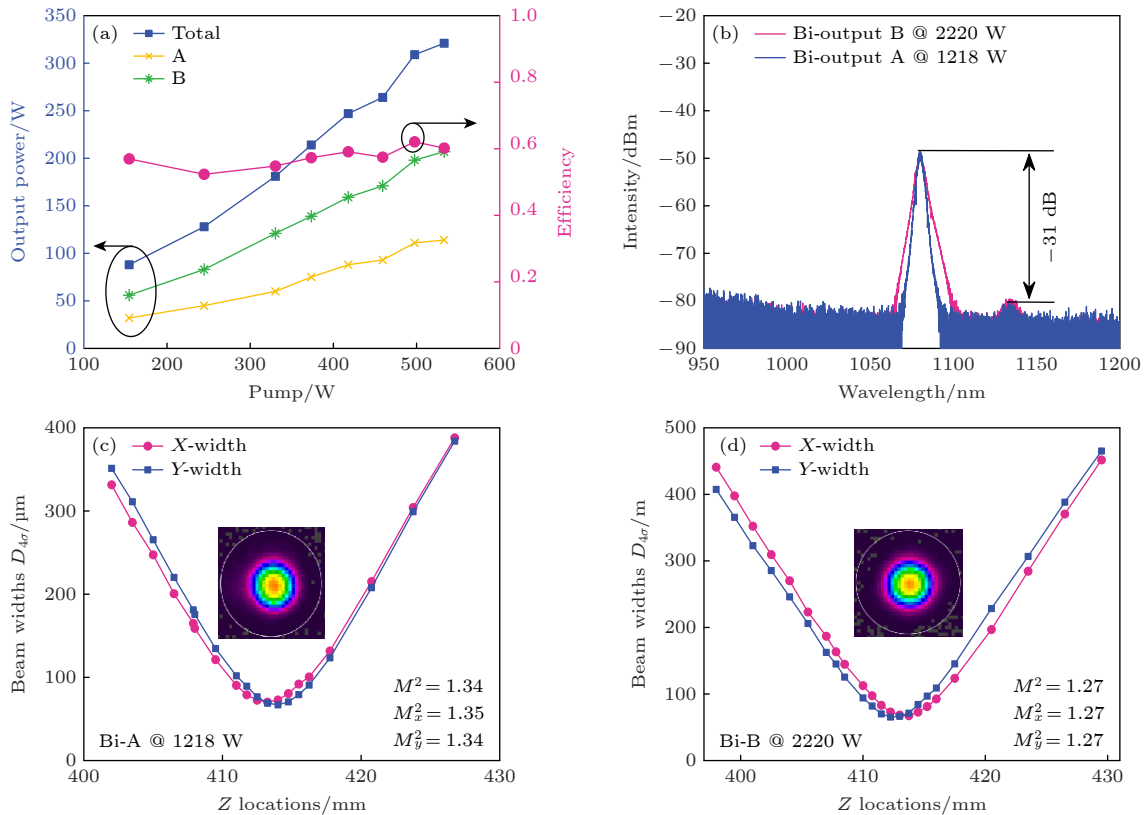 (a)
Total
A
B
Output power/W
350
300
250
200
150
100
50
0
1.0
0.8
0.6
0.4
0.2
0
Efficiency
100
200
300
400
500
600
Pump/W
(b)
Bi-output B @ 2220 W
Bi-output A @ 1218 W
Intensity/dBm
−20
−30
−40
−50
−60
−70
−80
−90
−31 dB
950
1000
1050
1100
1150
1200
Wavelength/nm
(c)
X-width
Y-width
Beam widths D4σ/μm
400
300
200
100
0
M² = 1.34
M²x = 1.35
M²y = 1.34
Bi-A @ 1218 W
400
410
420
430
Z locations/mm
(d)
X-width
Y-width
Beam widths D4σ/m
500
400
300
200
100
0
M² = 1.27
M²x = 1.27
M²y = 1.27
Bi-B @ 2220 W
400
410
420
430
Z locations/mm